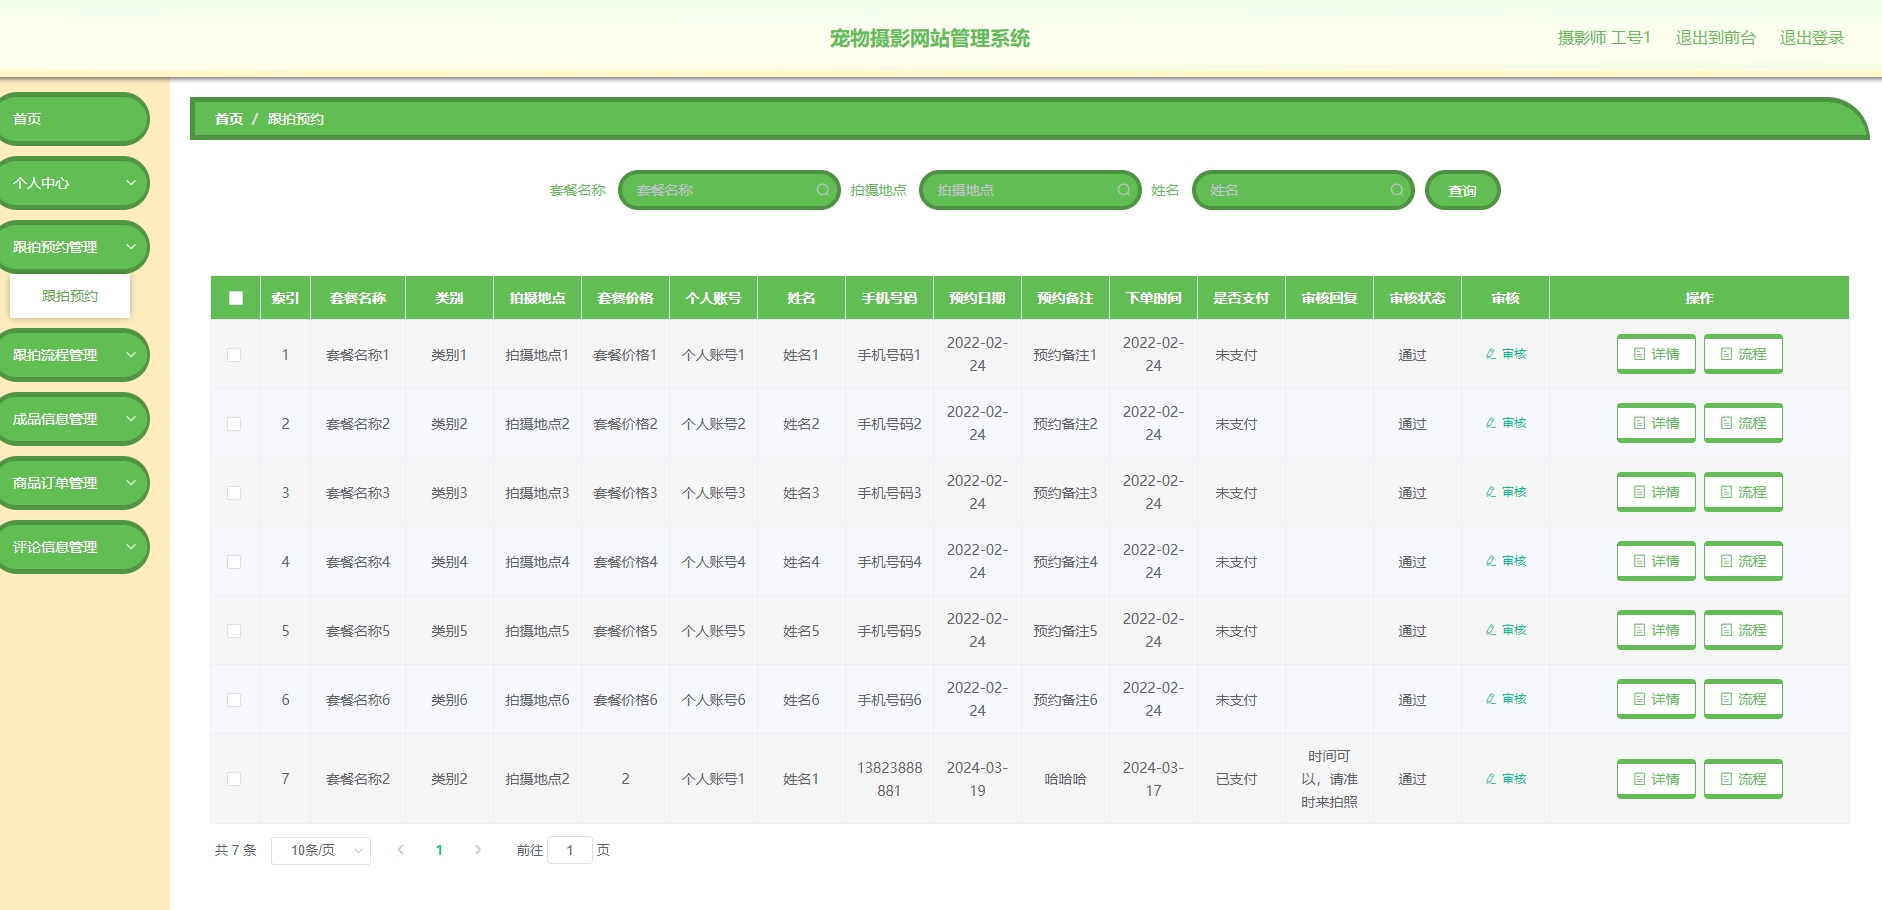 宠物摄影网站管理系统
摄影师 工号1 退出到前台 退出登录
首页
个人中心
跟拍预约管理
跟拍预约
跟拍流程管理
成品信息管理
商品订单管理
评论信息管理
首页 / 跟拍预约
套餐名称 套餐名称 拍摄地点 拍摄地点 姓名 姓名 查询
索引 套餐名称 类别 拍摄地点 套餐价格 个人账号 姓名 手机号码 预约日期 预约备注 下单时间 是否支付 审核回复 审核状态 审核 操作
1 套餐名称1 类别1 拍摄地点1 套餐价格1 个人账号1 姓名1 手机号码1 2022-02-24 预约备注1 2022-02-24 未支付 通过 审核 详情 流程
2 套餐名称2 类别2 拍摄地点2 套餐价格2 个人账号2 姓名2 手机号码2 2022-02-24 预约备注2 2022-02-24 未支付 通过 审核 详情 流程
3 套餐名称3 类别3 拍摄地点3 套餐价格3 个人账号3 姓名3 手机号码3 2022-02-24 预约备注3 2022-02-24 未支付 通过 审核 详情 流程
4 套餐名称4 类别4 拍摄地点4 套餐价格4 个人账号4 姓名4 手机号码4 2022-02-24 预约备注4 2022-02-24 未支付 通过 审核 详情 流程
5 套餐名称5 类别5 拍摄地点5 套餐价格5 个人账号5 姓名5 手机号码5 2022-02-24 预约备注5 2022-02-24 未支付 通过 审核 详情 流程
6 套餐名称6 类别6 拍摄地点6 套餐价格6 个人账号6 姓名6 手机号码6 2022-02-24 预约备注6 2022-02-24 未支付 通过 审核 详情 流程
7 套餐名称2 类别2 拍摄地点2 2 个人账号1 姓名1 13823888881 2024-03-19 哈哈哈 2024-03-17 已支付 时间可以，请准时来拍照 通过 审核 详情 流程
共 7 条 10条/页 1 前往 1 页